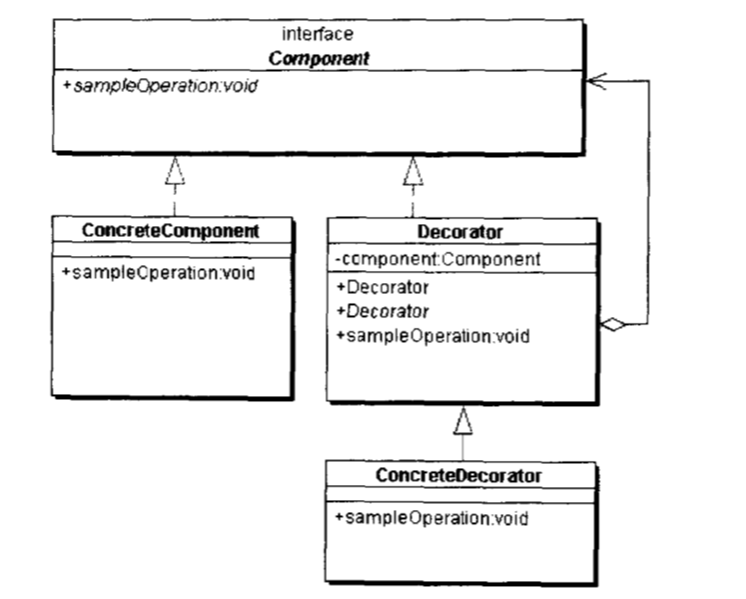 interface
Component
+sampleOperation:void
ConcreteComponent
+sampleOperation:void
Decorator
-component:Component
+Decorator
+Decorator
+sampleOperation:void
ConcreteDecorator
+sampleOperation:void